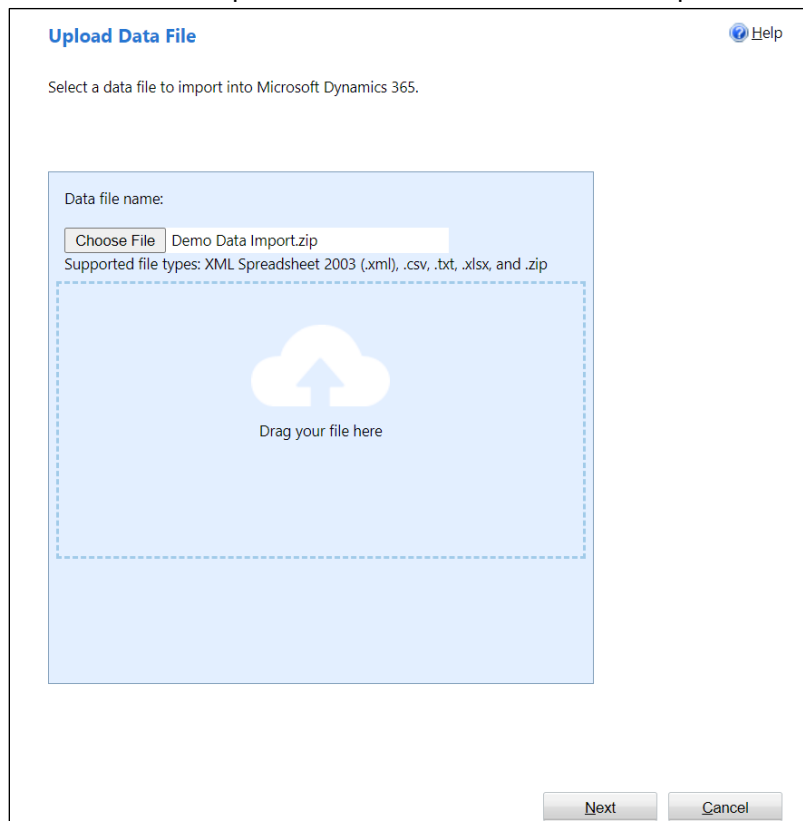 Upload Data File
Help
Select a data file to import into Microsoft Dynamics 365.
Data file name:
Choose File Demo Data Import.zip
Supported file types: XML Spreadsheet 2003 (.xml), .csv, .txt, .xlsx, and .zip
Drag your file here
Next Cancel